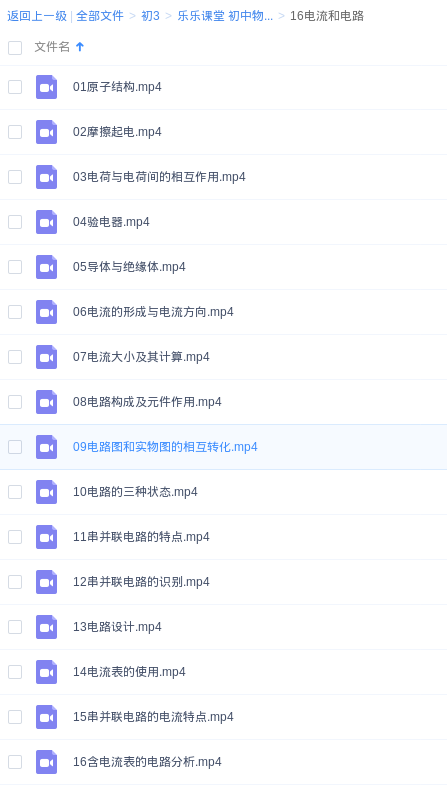 返回上一级 | 全部文件 > 初3 > 乐乐课堂 初中物... > 16电流和电路
文件名
01原子结构.mp4
02摩擦起电.mp4
03电荷与电荷间的相互作用.mp4
04验电器.mp4
05导体与绝缘体.mp4
06电流的形成与电流方向.mp4
07电流大小及其计算.mp4
08电路构成及元件作用.mp4
09电路图和实物图的相互转化.mp4
10电路的三种状态.mp4
11串并联电路的特点.mp4
12串并联电路的识别.mp4
13电路设计.mp4
14电流表的使用.mp4
15串并联电路的电流特点.mp4
16含电流表的电路分析.mp4